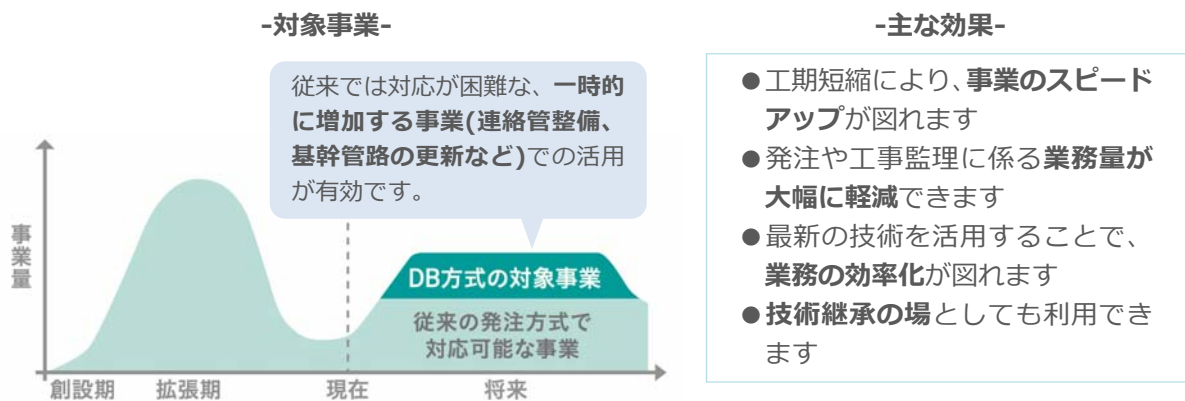 -対象事業-
従来では対応が困難な、一時的
に増加する事業(連絡管整備、
基幹管路の更新など)での活用
が有効です。
事業量
DB方式の対象事業
従来の発注方式で
対応可能な事業
創設期
拡張期
現在
将来
-主な効果-
●工期短縮により、事業のスピード
アップが図れます
●発注や工事監理に係る業務量が
大幅に軽減できます
●最新の技術を活用することで、
業務の効率化が図れます
●技術継承の場としても利用でき
ます